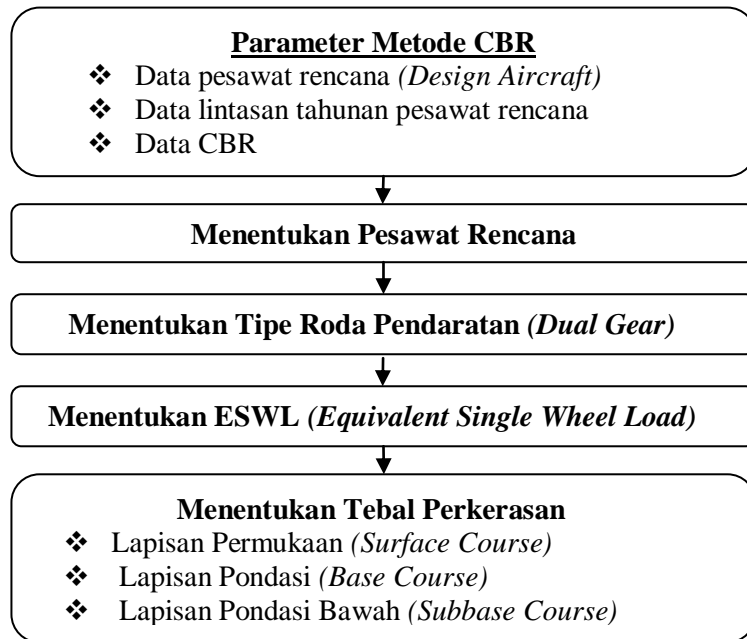 Parameter Metode CBR
❖ Data pesawat rencana (Design Aircraft)
❖ Data lintasan tahunan pesawat rencana
❖ Data CBR
Menentukan Pesawat Rencana
Menentukan Tipe Roda Pendaratan (Dual Gear)
Menentukan ESWL (Equivalent Single Wheel Load)
Menentukan Tebal Perkerasan
❖ Lapisan Permukaan (Surface Course)
❖ Lapisan Pondasi (Base Course)
❖ Lapisan Pondasi Bawah (Subbase Course)